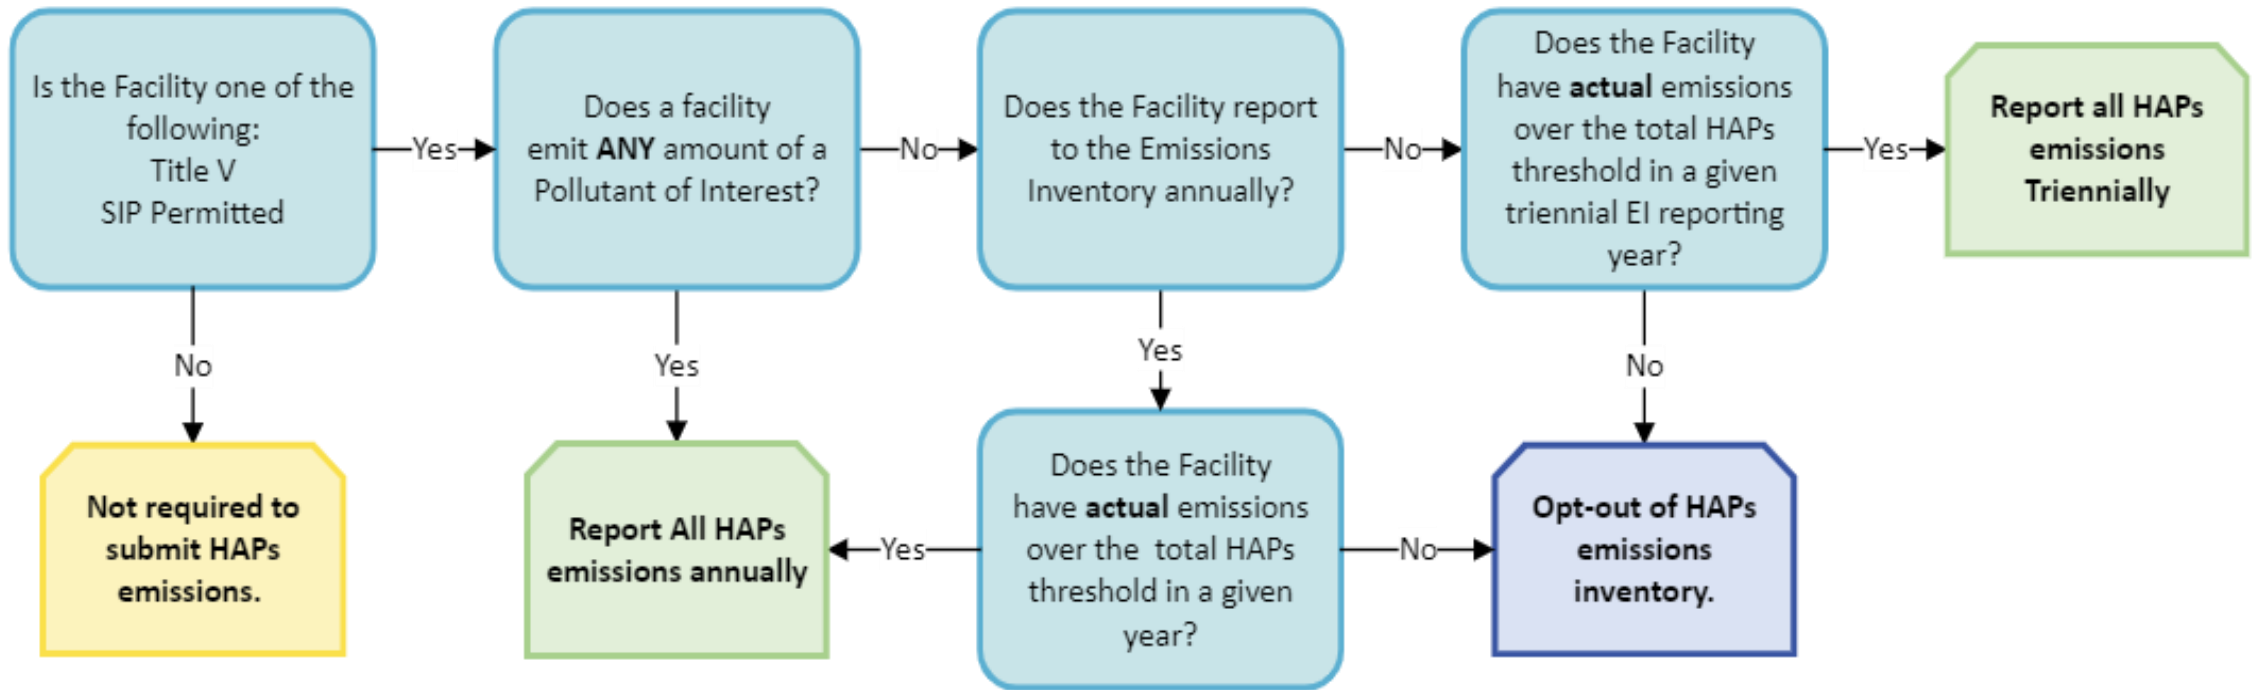 Is the Facility one of the
following:
Title V
SIP Permitted
Yes
Does a facility
emit ANY amount of a
Pollutant of Interest?
No
Does the Facility report
to the Emissions
Inventory annually?
No
Does the Facility
have actual emissions
over the total HAPs
threshold in a given
triennial EI reporting
year?
Yes
Report all HAPs
emissions
Triennially
No
Yes
Yes
No
Not required to
submit HAPs
emissions.
Report All HAPs
emissions annually
Yes
Does the Facility
have actual emissions
over the total HAPs
threshold in a given
year?
No
Opt-out of HAPs
emissions
inventory.